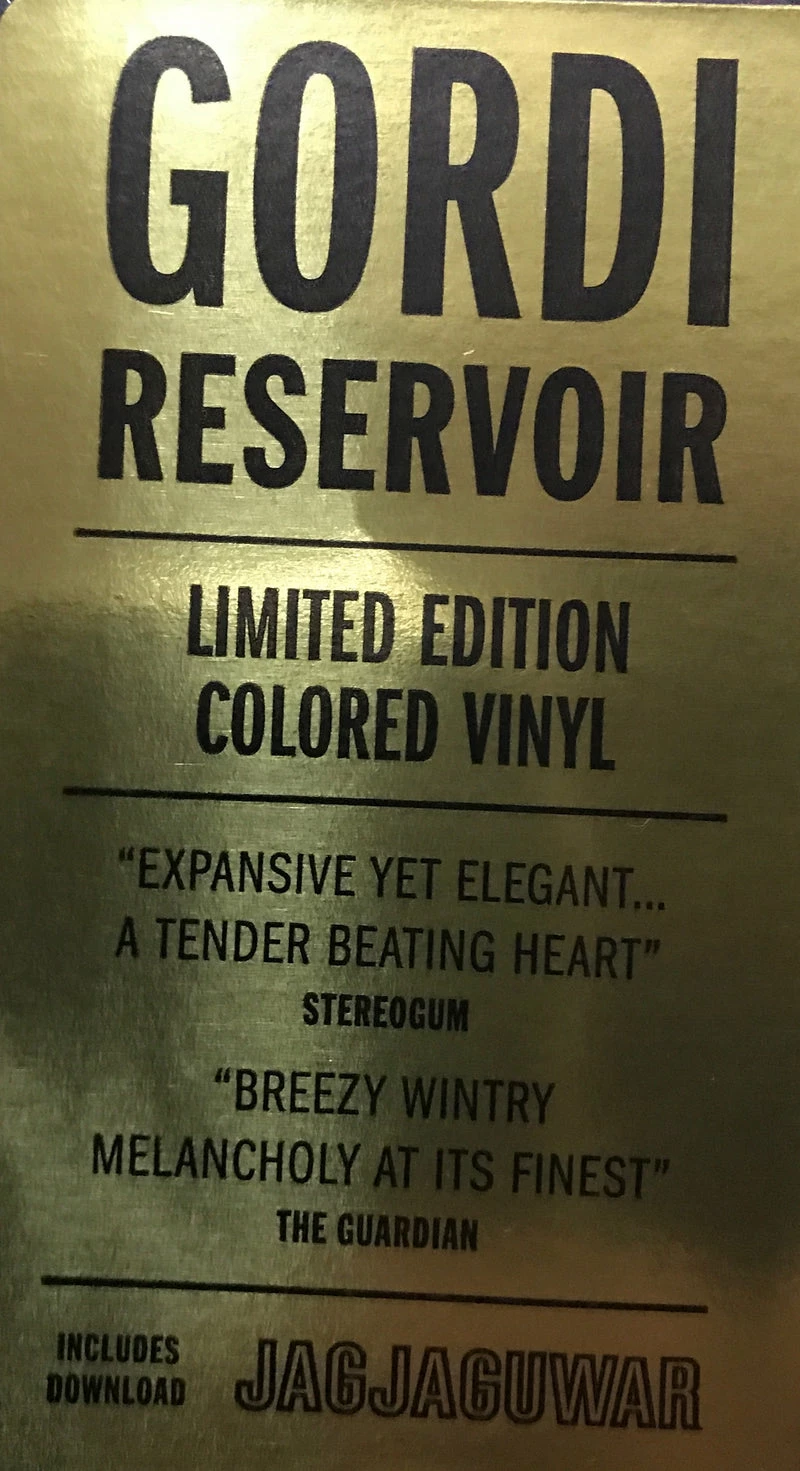 GORDI
RESERVOIR
LIMITED EDITION
COLORED VINYL
“EXPANSIVE YET ELEGANT...
A TENDER BEATING HEART”
STEREOGUM
“BREEZY WINTRY
MELANCHOLY AT ITS FINEST”
THE GUARDIAN
INCLUDES
DOWNLOAD
JAGJAGUWAR